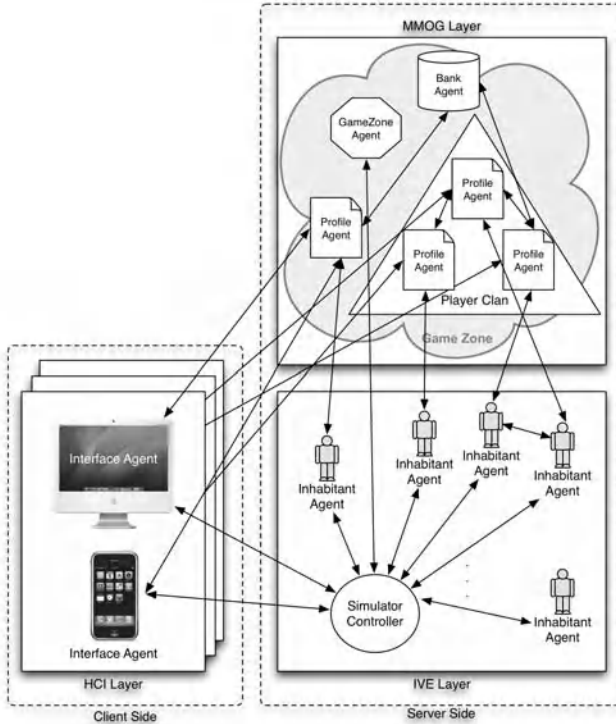 MMOG Layer
Bank
Agent
GameZone
Agent
Profile
Agent
Profile
Agent
Profile
Agent
Profile
Agent
Player Clan
Game Zone
Interface Agent
Inhabitant
Agent
Inhabitant
Agent
Inhabitant
Agent
Inhabitant
Agent
Simulator
Controller
Inhabitant
Agent
Interface Agent
HCI Layer
IVE Layer
Client Side
Server Side